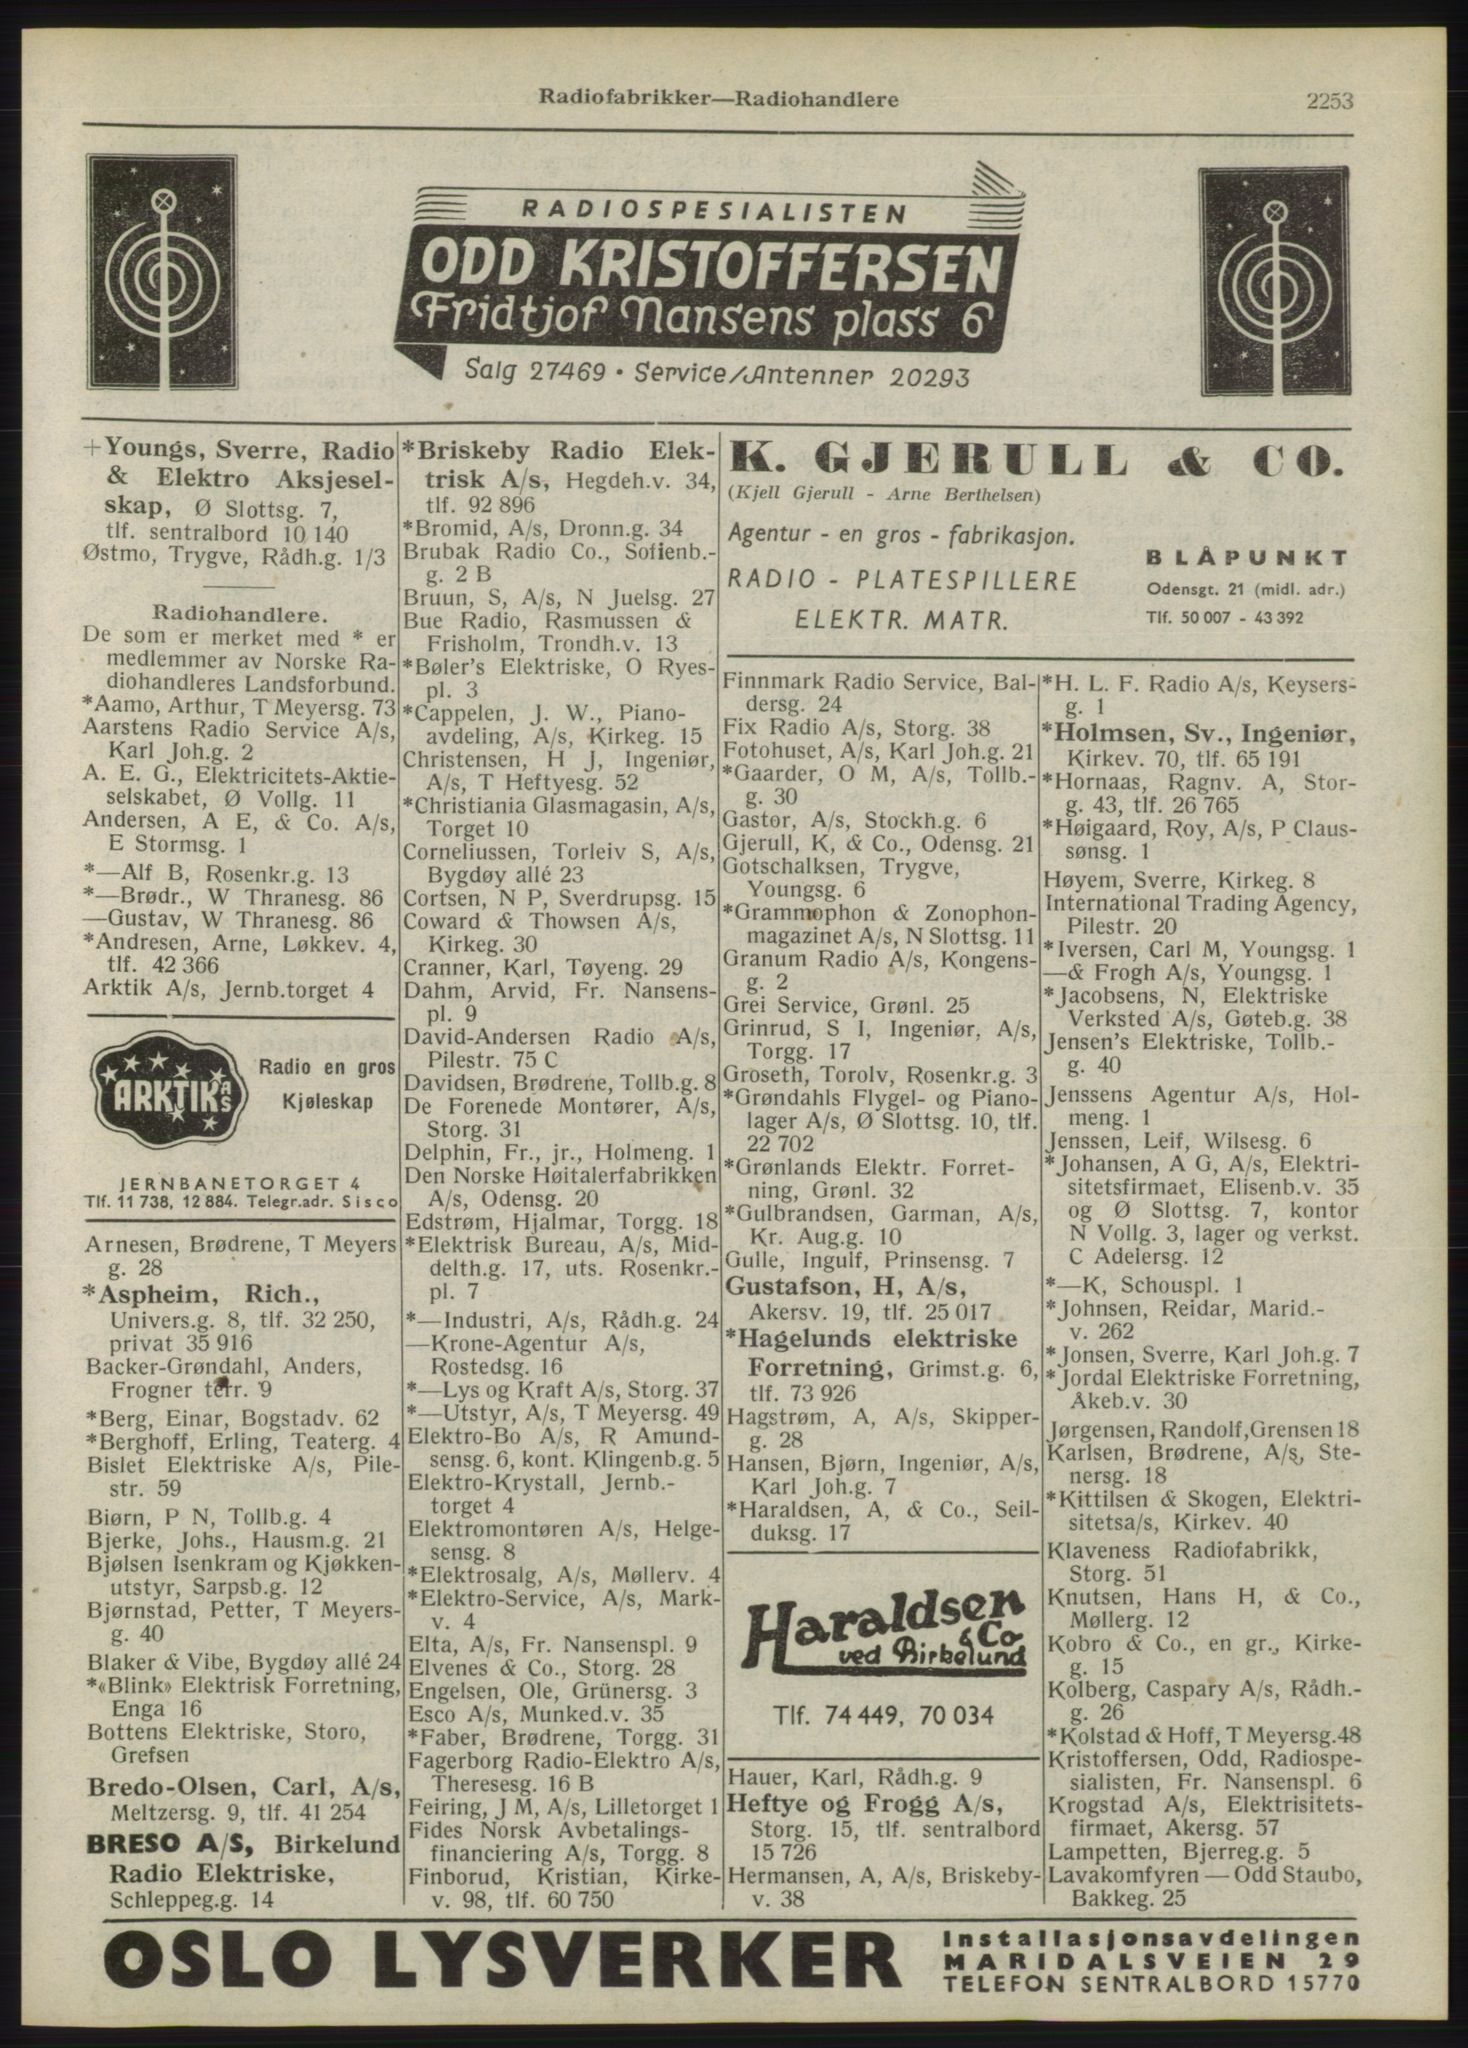 Radiofabrikker—Radiohandlere
2253
RADIOSPESIALISTEN
ODD KRISTOFFERSEN
Fridtjof Nansens plass 6
Salg 27469 • Service/Antenner 20293
+Youngs, Sverre, Radio
& Elektro Aksjesel-
skap, Ø Slottsg. 7,
tlf. sentralbord 10 140
Østmo, Trygve, Rådh.g. 1/3
Radiohandlere.
De som er merket med * er
medlemmer av Norske Ra-
diohandleres Landsforbund.
*Aamo, Arthur, T Meyersg. 73
Aarstens Radio Service A/s,
Karl Joh.g. 2
A. E. G., Elektricitets-Aktie-
selskabet, Ø Vollg. 11
Andersen, A E, & Co. A/s,
E Stormsg. 1
*—Alf B, Rosenkr.g. 13
*—Brødr., W Thranesg. 86
—Gustav, W Thranesg. 86
*Andresen, Arne, Løkkev. 4,
tlf. 42 366
Arktik A/s, Jernb.torget 4
ARKTIK A/S
Radio en gros
Kjøleskap
JERNBANETORGET 4
Tlf. 11 738, 12 884. Telegr.adr. Sisco
Arnesen, Brødrene, T Meyers
g. 28
*Aspheim, Rich.,
Univers.g. 8, tlf. 32 250,
privat 35 916
Backer-Grøndahl, Anders,
Frogner terr. 9
*Berg, Einar, Bogstadv. 62
*Berghoff, Erling, Teaterg. 4
Bislet Elektriske A/s, Pile-
str. 59
Biørn, P N, Tollb.g. 4
Bjerke, Johs., Hausm.g. 21
Bjølsen Isenkram og Kjøkken-
utstyr, Sarpsb.g. 12
Bjørnstad, Petter, T Meyers-
g. 40
Blaker & Vibe, Bygdøy allé 24
*«Blink» Elektrisk Forretning,
Enga 16
Bottens Elektriske, Storo,
Grefsen
Bredo-Olsen, Carl, A/s,
Meltzersg. 9, tlf. 41 254
BRESO A/S, Birkelund
Radio Elektriske,
Schleppeg.g. 14
*Briskeby Radio Elek-
trisk A/s, Hegdeh.v. 34,
tlf. 92 896
*Bromid, A/s, Dronn.g. 34
Brubak Radio Co., Sofienb.-
g. 2 B
Bruun, S, A/s, N Juelsg. 27
Bue Radio, Rasmussen &
Frisholm, Trondh.v. 13
*Bøler's Elektriske, O Ryes-
pl. 3
*Cappelen, J. W., Piano-
avdeling, A/s, Kirkeg. 15
Christensen, H J, Ingeniør,
A/s, T Heftyesg. 52
*Christiania Glasmagasin, A/s,
Torget 10
Corneliussen, Torleiv S, A/s,
Bygdøy allé 23
Cortsen, N P, Sverdrupsg. 15
Coward & Thowsen A/s,
Kirkeg. 30
Cranner, Karl, Tøyeng. 29
Dahm, Arvid, Fr. Nansens-
pl. 9
David-Andersen Radio A/s,
Pilestr. 75 C
Davidsen, Brødrene, Tollb.g. 8
De Forenede Montører, A/s,
Storg. 31
Delphin, Fr., jr., Holmeng. 1
Den Norske Høitalerfabrikken
A/s, Odensg. 20
Edstrøm, Hjalmar, Torgg. 18
*Elektrisk Bureau, A/s, Mid-
delth.g. 17, uts. Rosenkr.-
pl. 7
*—Industri, A/s, Rådh.g. 24
—Krone-Agentur A/s,
Rostedsg. 16
*—Lys og Kraft A/s, Storg. 37
*—Utstyr, A/s, T Meyersg. 49
Elektro-Bo A/s, R Amund-
sensg. 6, kont. Klingenb.g. 5
Elektro-Krystall, Jernb.-
torget 4
Elektromontøren A/s, Helge-
sensg. 8
*Elektrosalg, A/s, Møllerv. 4
*Elektro-Service, A/s, Mark-
v. 4
Elta, A/s, Fr. Nansenspl. 9
Elvenes & Co., Storg. 28
Engelsen, Ole, Grünersg. 3
Esco A/s, Munked.v. 35
*Faber, Brødrene, Torgg. 31
Fagerborg Radio-Elektro A/s,
Theresesg. 16 B
Feiring, J M, A/s, Lilletorget 1
Fides Norsk Avbetalings-
financiering A/s, Torgg. 8
Finborud, Kristian, Kirke-
v. 98, tlf. 60 750
K. GJERULL & CO.
(Kjell Gjerull - Arne Berthelsen)
Agentur - en gros - fabrikasjon.
RADIO - PLATESPILLERE
ELEKTR. MATR.
BLÅPUNKT
Odensgt. 21 (midl. adr.)
Tlf. 50 007 - 43 392
Finnmark Radio Service, Bal-
dersg. 24
Fix Radio A/s, Storg. 38
Fotohuset, A/s, Karl Joh.g. 21
*Gaarder, O M, A/s, Tollb.-
g. 30
Gastor, A/s, Stockh.g. 6
Gjerull, K, & Co., Odensg. 21
Gotschalksen, Trygve,
Youngsg. 6
*Grammophon & Zonophon-
magazinet A/s, N Slottsg. 11
Granum Radio A/s, Kongens-
g. 2
Grei Service, Grønl. 25
Grinrud, S I, Ingeniør, A/s,
Torgg. 17
Groseth, Torolv, Rosenkr.g. 3
*Grøndahls Flygel- og Piano-
lager A/s, Ø Slottsg. 10, tlf.
22 702
*Grønlands Elektr. Forret-
ning, Grønl. 32
*Gulbrandsen, Garman, A/s,
Kr. Aug.g. 10
Gulle, Ingulf, Prinsensg. 7
Gustafson, H, A/s,
Akersv. 19, tlf. 25 017
*Hagelunds elektriske
Forretning, Grimst.g. 6,
tlf. 73 926
Hagstrøm, A, A/s, Skipper-
g. 28
Hansen, Bjørn, Ingeniør, A/s,
Karl Joh.g. 7
*Haraldsen, A, & Co., Seil-
duksg. 17
Haraldsen
& Co
ved Birkelund
Tlf. 74 449, 70 034
Hauer, Karl, Rådh.g. 9
Heftye og Frogg A/s,
Storg. 15, tlf. sentralbord
15 726
Hermansen, A, A/s, Briskeby-
v. 38
*H. L. F. Radio A/s, Keysers-
g. 1
*Holmsen, Sv., Ingeniør,
Kirkev. 70, tlf. 65 191
*Hornaas, Ragnv. A, Stor-
g. 43, tlf. 26 765
*Høigaard, Roy, A/s, P Claus-
sønsg. 1
Høyem, Sverre, Kirkeg. 8
International Trading Agency,
Pilestr. 20
*Iversen, Carl M, Youngsg. 1
—& Frogh A/s, Youngsg. 1
*Jacobsens, N, Elektriske
Verksted A/s, Gøteb.g. 38
Jensen's Elektriske, Tollb.-
g. 40
Jenssens Agentur A/s, Hol-
meng. 1
Jenssen, Leif, Wilsesg. 6
*Johansen, A G, A/s, Elektri-
sitetsfirmaet, Elisenb.v. 35
og Ø Slottsg. 7, kontor
N Vollg. 3, lager og verkst.
C Adelersg. 12
*—K, Schouspl. 1
*Johnsen, Reidar, Marid.-
v. 262
*Jonsen, Sverre, Karl Joh.g. 7
*Jordal Elektriske Forretning,
Åkeb.v. 30
Jørgensen, Randolf, Grensen 18
Karlsen, Brødrene, A/s, Ste-
nersg. 18
*Kittilsen & Skogen, Elektri-
sitetsa/s, Kirkev. 40
Klaveness Radiofabrikk,
Storg. 51
Knutsen, Hans H, & Co.,
Møllerg. 12
Kobro & Co., en gr., Kirke-
g. 15
Kolberg, Caspary A/s, Rådh.-
g. 26
*Kolstad & Hoff, T Meyersg. 48
Kristoffersen, Odd, Radiospe-
sialisten, Fr. Nansenspl. 6
Krogstad A/s, Elektrisitets-
firmaet, Akersg. 57
Lampetten, Bjerreg.g. 5
Lavakomfyren — Odd Staubo,
Bakkeg. 25
OSLO LYSVERKER
Installasjonsavdelingen
MARIDALSVEIEN 29
TELEFON SENTRALBORD 15770